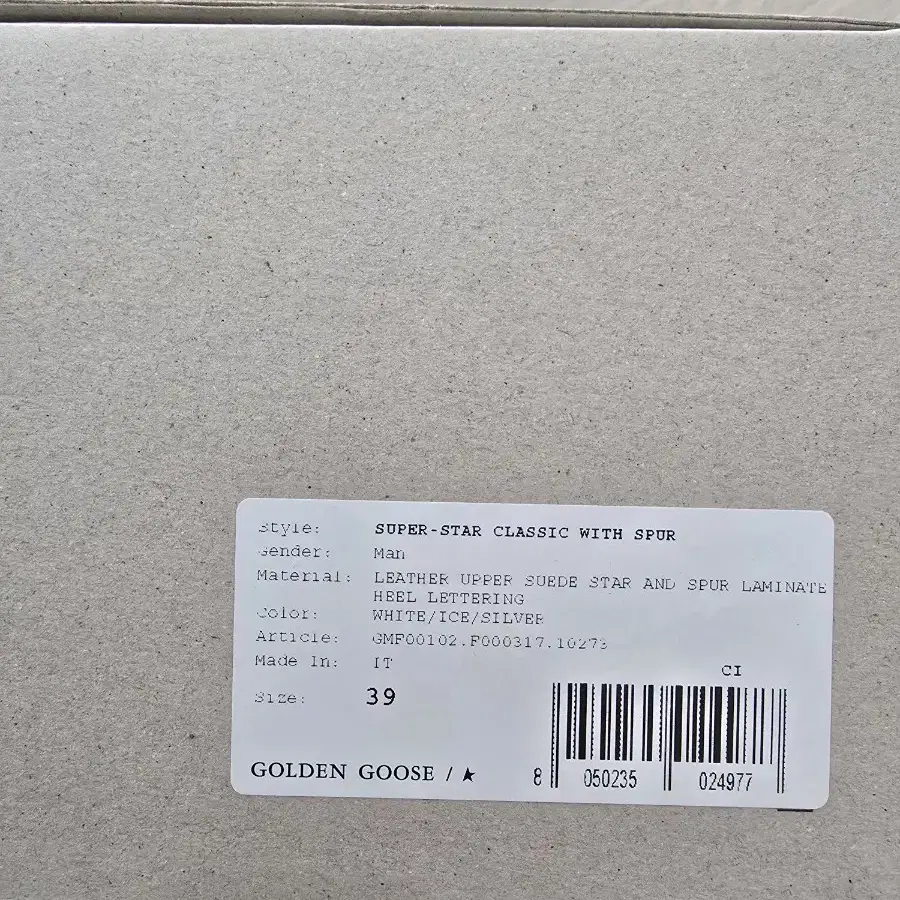 Style: SUPER-STAR CLASSIC WITH SPUR
Gender: Man
Material: LEATHER UPPER SUEDE STAR AND SPUR LAMINATE
HEEL LETTERING
Color: WHITE/ICE/SILVER
Article: GMF00102.F000317.10273
Made In: IT
CI
Size: 39
GOLDEN GOOSE / ★
8 050235 024977